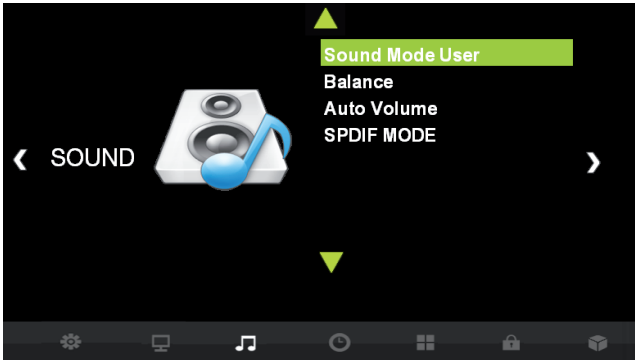 Sound Mode User
Balance
Auto Volume
SPDIF MODE
SOUND